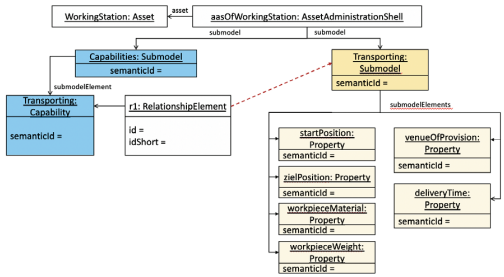 WorkingStation: Asset
asset
aasOfWorkingStation: AssetAdministrationShell
submodel
submodel
Capabilities: Submodel
semanticId =
Transporting:
Submodel
semanticId =
submodelElement
submodelElements
Transporting:
Capability
semanticId =
r1: RelationshipElement
id =
idShort =
startPosition:
Property
semanticId =
venueOfProvision:
Property
semanticId =
zielPosition: Property
semanticId =
deliveryTime:
Property
semanticId =
workpieceMaterial:
Property
semanticId =
workpieceWeight:
Property
semanticId =